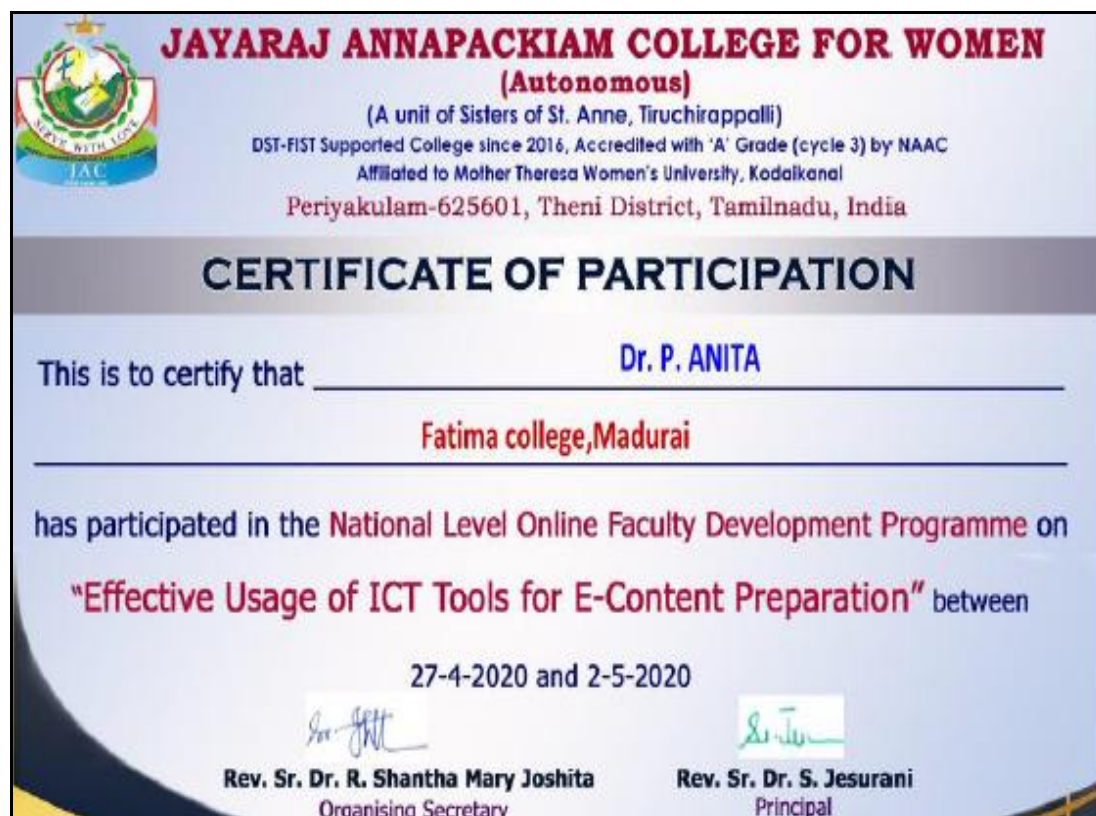 JAYARAJ ANNAPACKIAM COLLEGE FOR WOMEN
(Autonomous)
(A unit of Sisters of St. Anne, Tiruchirappalli)
DST-FIST Supported College since 2016, Accredited with 'A' Grade (cycle 3) by NAAC
Affiliated to Mother Theresa Women's University, Kodaikanal
Periyakulam-625601, Theni District, Tamilnadu, India
SERVE WITH LOVE
JAC
CERTIFICATE OF PARTICIPATION
This is to certify that Dr. P. ANITA
Fatima college,Madurai
has participated in the National Level Online Faculty Development Programme on
"Effective Usage of ICT Tools for E-Content Preparation" between
27-4-2020 and 2-5-2020
Rev. Sr. Dr. R. Shantha Mary Joshita Rev. Sr. Dr. S. Jesurani
Organising Secretary Principal